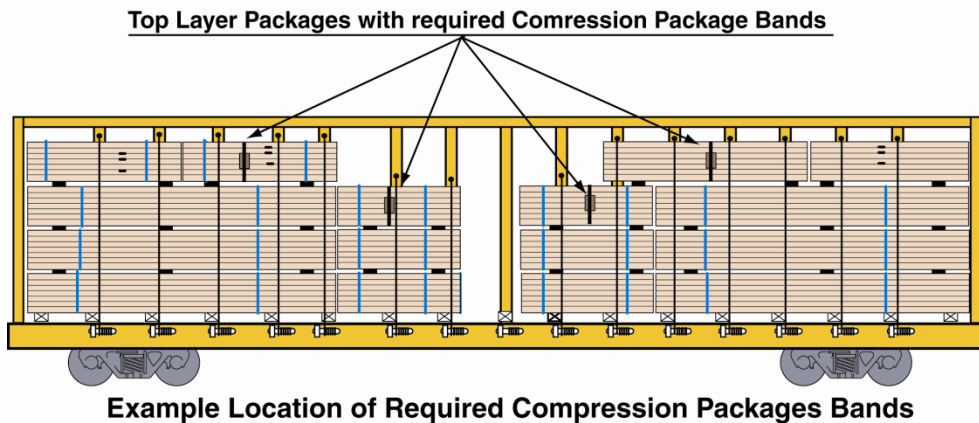 Top Layer Packages with required Comression Package Bands
Example Location of Required Compression Packages Bands